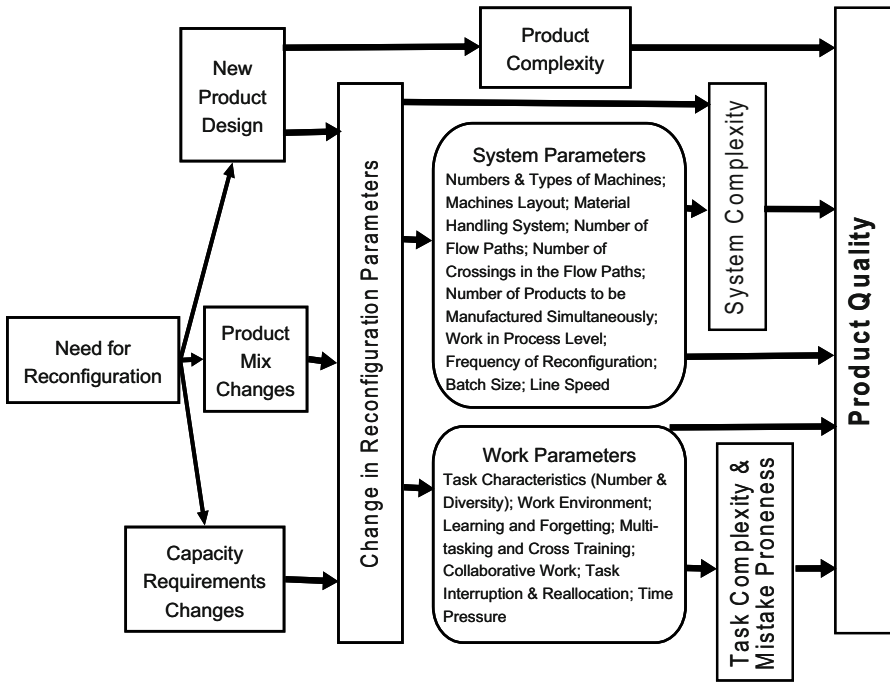 Need for
Reconfiguration
New
Product
Design
Product
Mix
Changes
Capacity
Requirements
Changes
Change in Reconfiguration Parameters
Product
Complexity
System Parameters
Numbers & Types of Machines;
Machines Layout; Material
Handling System; Number of
Flow Paths; Number of
Crossings in the Flow Paths;
Number of Products to be
Manufactured Simultaneously;
Work in Process Level;
Frequency of Reconfiguration;
Batch Size; Line Speed
Work Parameters
Task Characteristics (Number &
Diversity); Work Environment;
Learning and Forgetting; Multi-
tasking and Cross Training;
Collaborative Work; Task
Interruption & Reallocation; Time
Pressure
System Complexity
Task Complexity &
Mistake Proneness
Product Quality